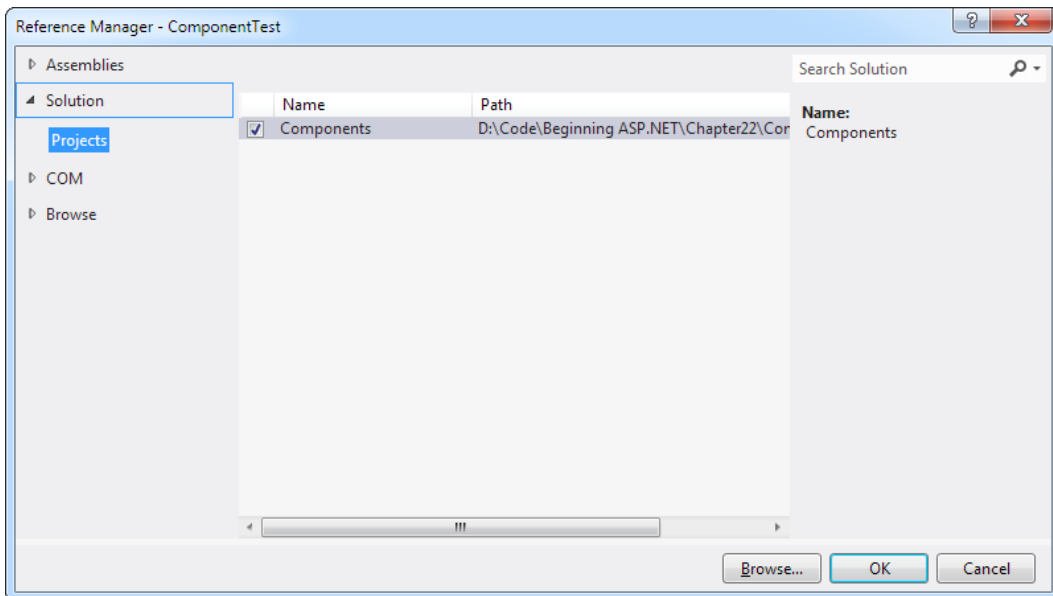 Reference Manager - ComponentTest
Assemblies
Search Solution
Solution
Name Path
Name:
Components D:\Code\Beginning ASP.NET\Chapter22\Cor
Components
Projects
COM
Browse
Browse... OK Cancel